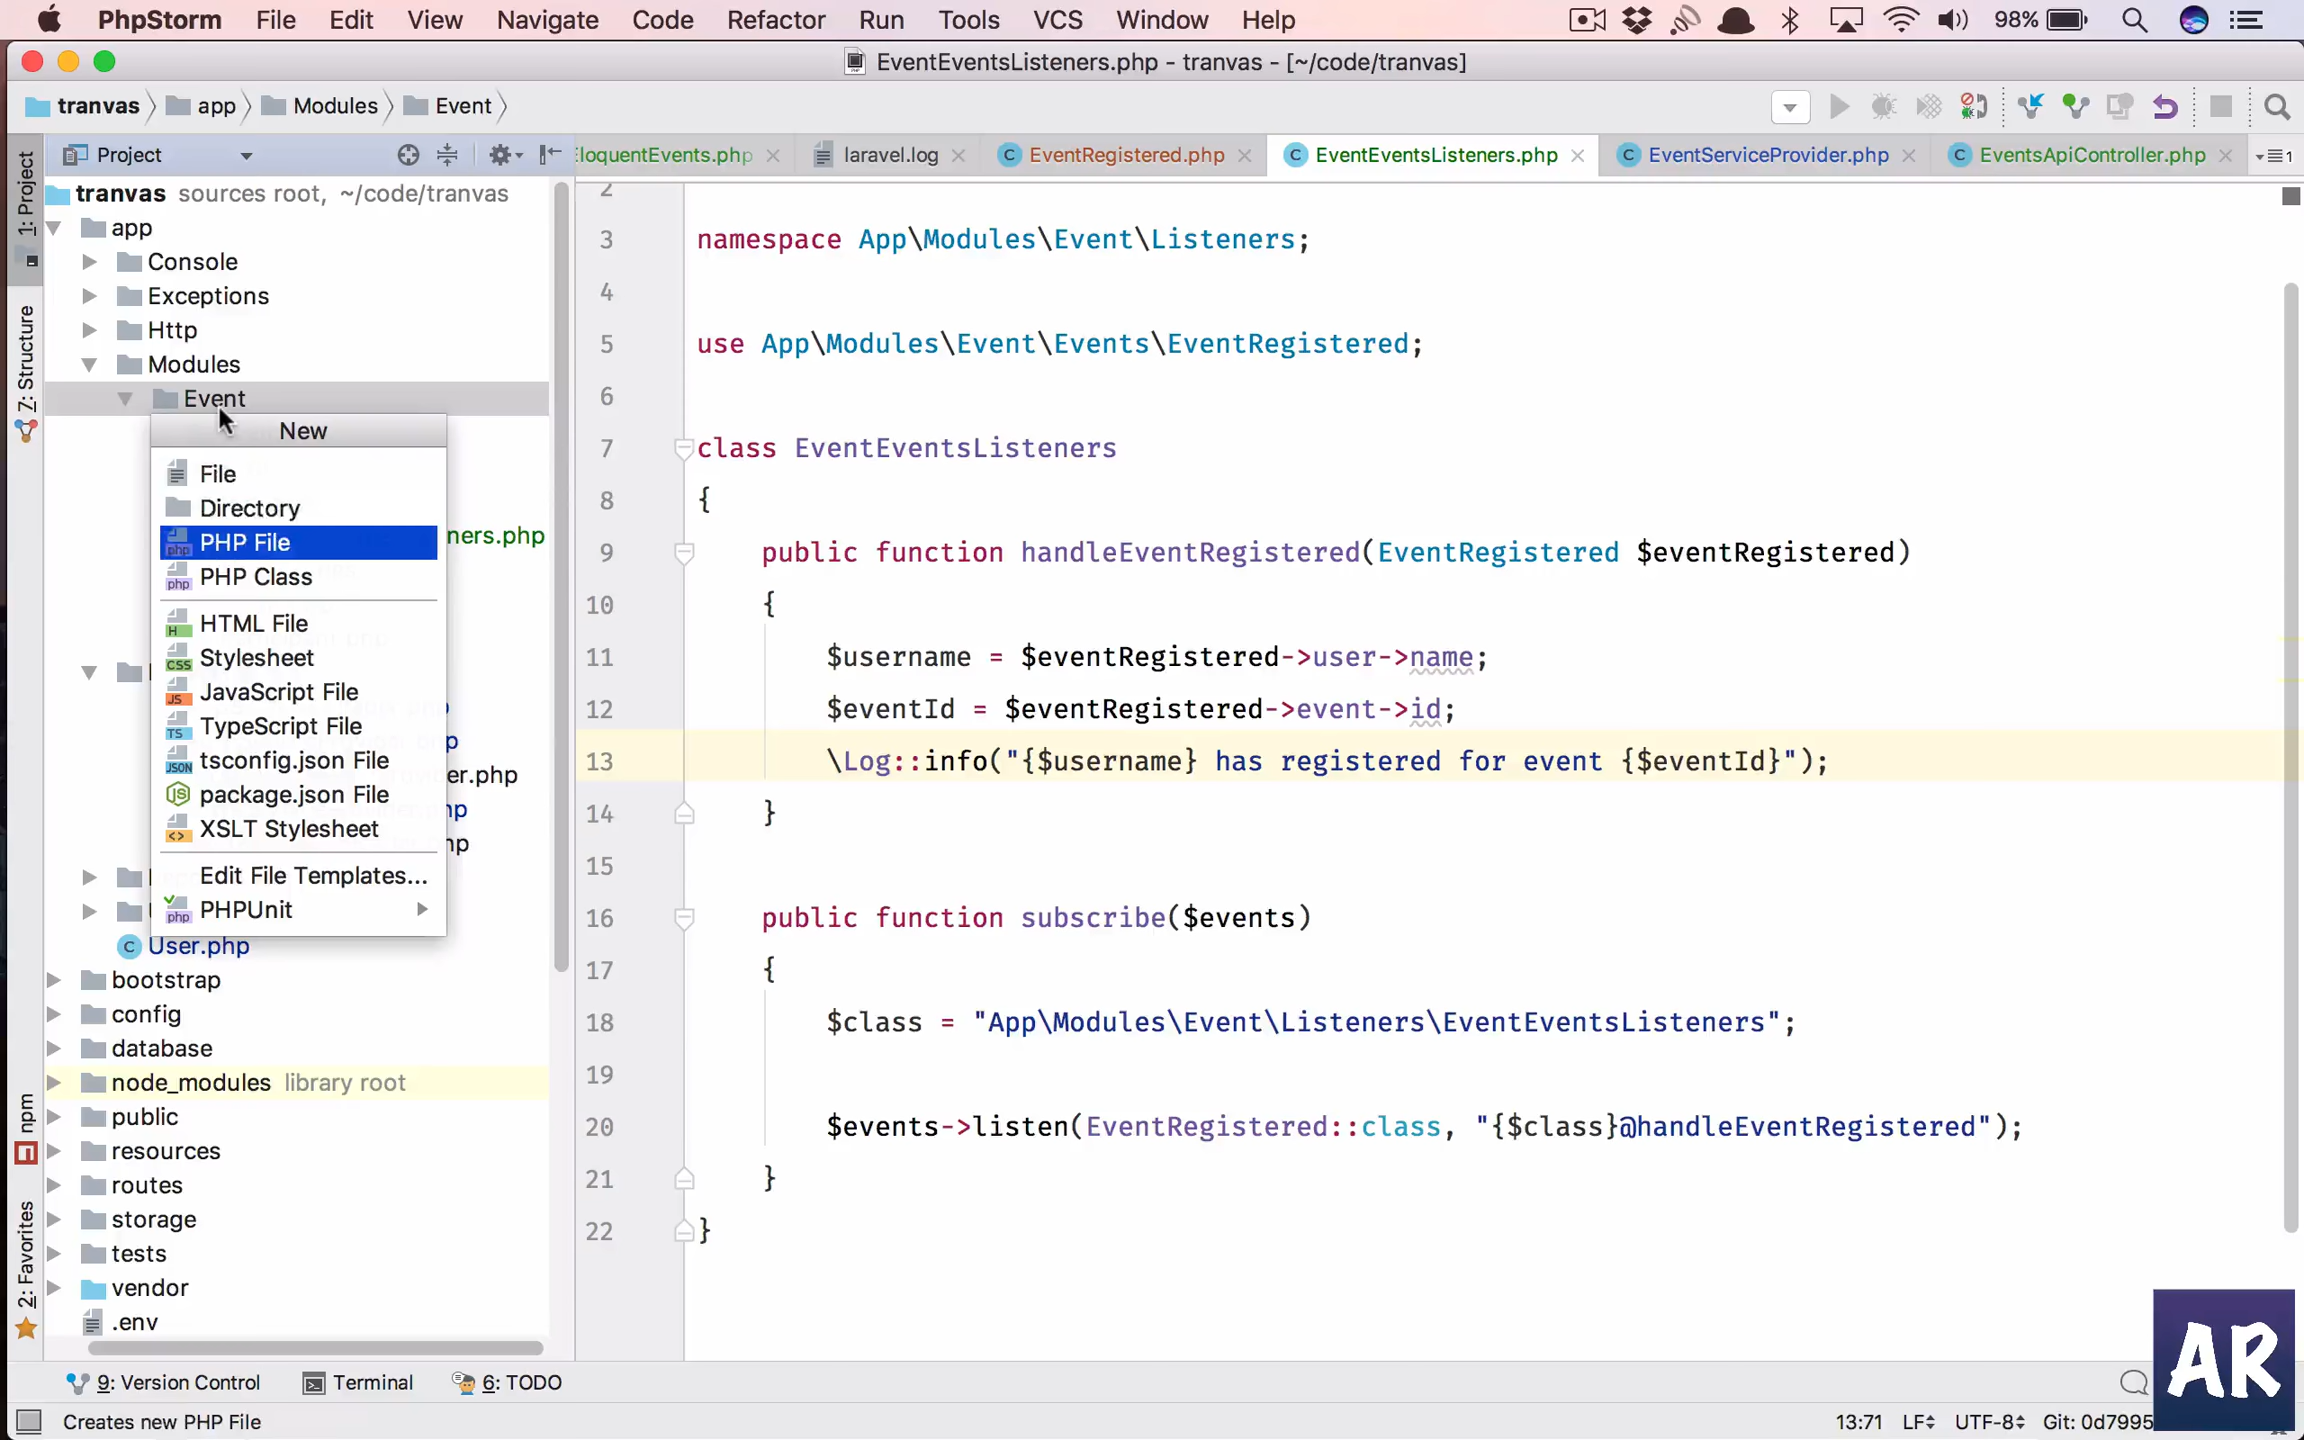 PhpStorm File Edit View Navigate Code Refactor Run Tools VCS Window Help 98%
EventEventsListeners.php - tranvas - [~/code/tranvas]
tranvas app Modules Event
Project
loquentEvents.php laravel.log EventRegistered.php EventEventsListeners.php EventServiceProvider.php EventsApiController.php 1
1: Project
Z: Structure
npm
2: Favorites
tranvas sources root, ~/code/tranvas
app
Console
Exceptions
Http
Modules
Event
New
File
Directory
PHP File
ners.php
PHP Class
HTML File
Stylesheet
JavaScript File
TypeScript File
tsconfig.json File
er.php
package.json File
XSLT Stylesheet
Edit File Templates...
PHPUnit
User.php
bootstrap
config
database
node_modules library root
public
resources
routes
storage
tests
vendor
.env
2
3 namespace App\Modules\Event\Listeners;
4
5 use App\Modules\Event\Events\EventRegistered;
6
7 class EventEventsListeners
8 {
9 public function handleEventRegistered(EventRegistered $eventRegistered)
10 {
11 $username = $eventRegistered->user->name;
12 $eventId = $eventRegistered->event->id;
13 \Log::info("{$username} has registered for event {$eventId}");
14 }
15
16 public function subscribe($events)
17 {
18 $class = "App\Modules\Event\Listeners\EventEventsListeners";
19
20 $events->listen(EventRegistered::class, "{$class}@handleEventRegistered");
21 }
22 }
9: Version Control Terminal 6: TODO
Creates new PHP File 13:71 LF UTF-8 Git: 0d7995
AR